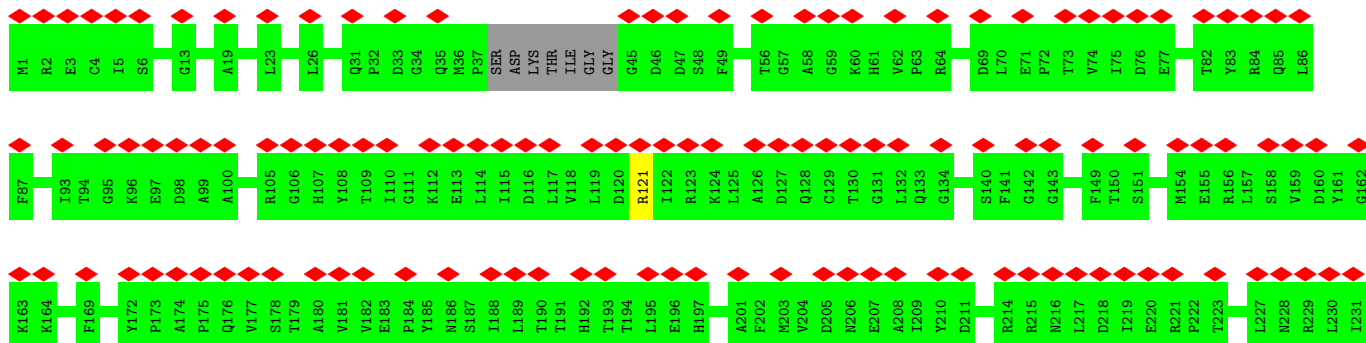 M1 R2 E3 C4 I5 S6 G13 A19 L23 L26 Q31 P32 D33 G34 Q35 M36 P37 SER ASP LYS THR ILE GLY GLY G45 D46 D47 S48 F49 T56 G57 A58 G59 K60 H61 V62 P63 R64 D69 L70 E71 P72 T73 V74 I75 D76 E77 T82 Y83 R84 Q85 L86
F87 I93 T94 G95 K96 E97 D98 A99 A100 R105 G106 H107 Y108 T109 I110 G111 K112 E113 L114 I115 D116 L117 V118 L119 D120 R121 I122 R123 K124 L125 A126 D127 Q128 C129 T130 G131 L132 Q133 G134 S140 F141 G142 G143 F149 T150 S151 M154 E155 R156 L157 S158 V159 D160 Y161 G162
K163 K164 F169 Y172 P173 A174 P175 Q176 V177 S178 T179 A180 V181 V182 E183 P184 Y185 N186 S187 I188 L189 T190 T191 H192 T193 T194 L195 E196 H197 A201 F202 M203 V204 D205 N206 E207 A208 I209 Y210 D211 R214 R215 N216 L217 D218 I219 E220 R221 P222 T223 L227 N228 R229 L230 I231